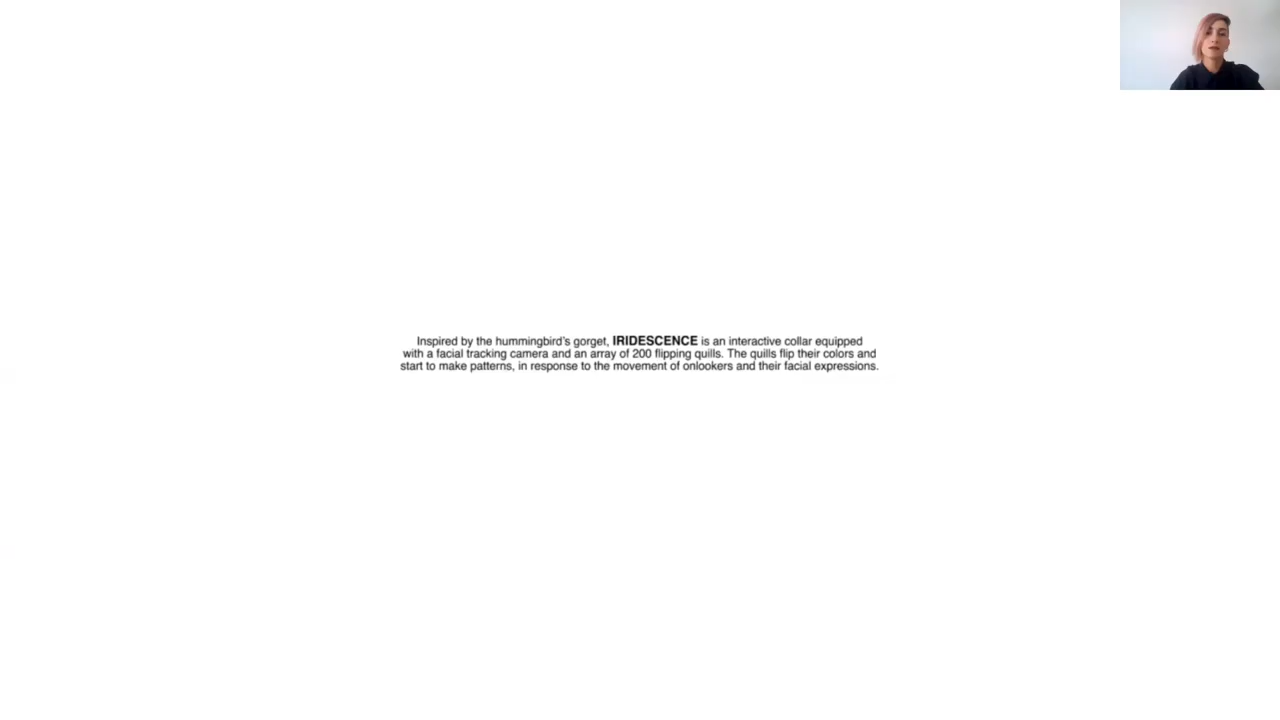 Inspired by the hummingbird's gorget, IRIDESCENCE is an interactive collar equipped
with a facial tracking camera and an array of 200 flipping quills. The quills flip their colors and
start to make patterns, in response to the movement of onlookers and their facial expressions.